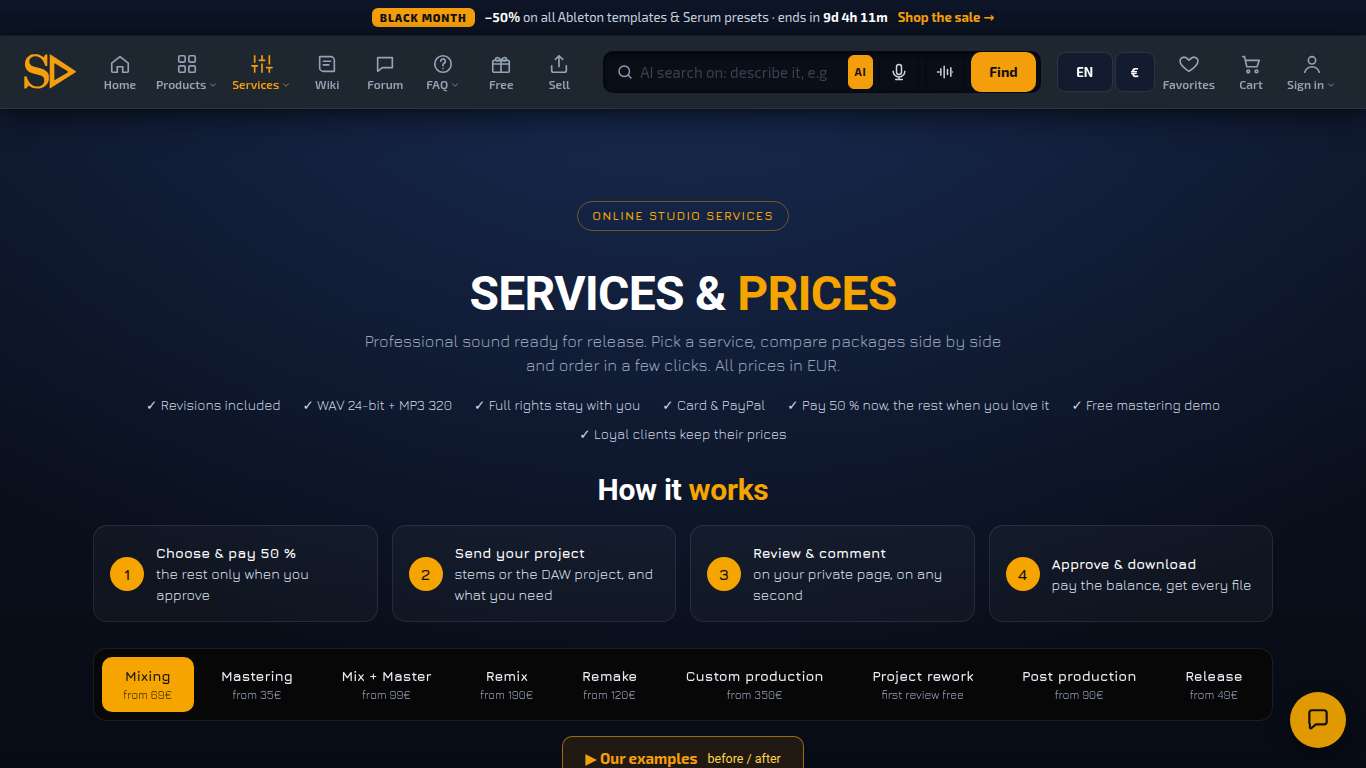 BLACK MONTH −50% on all Ableton templates & Serum presets · ends in 9d 4h 11m Shop the sale →
Home Products Services Wiki Forum FAQ Free Sell AI search on: describe it, e.g AI Find EN € Favorites Cart Sign in
ONLINE STUDIO SERVICES
SERVICES & PRICES
Professional sound ready for release. Pick a service, compare packages side by side
and order in a few clicks. All prices in EUR.
✓ Revisions included ✓ WAV 24-bit + MP3 320 ✓ Full rights stay with you ✓ Card & PayPal ✓ Pay 50 % now, the rest when you love it ✓ Free mastering demo
✓ Loyal clients keep their prices
How it works
1
Choose & pay 50 %
the rest only when you
approve
2
Send your project
stems or the DAW project, and
what you need
3
Review & comment
on your private page, on any
second
4
Approve & download
pay the balance, get every file
Mixing Mastering Mix + Master Remix Remake Custom production Project rework Post production Release
from 69€ from 35€ from 99€ from 190€ from 120€ from 350€ first review free from 90€ from 49€
▶ Our examples before / after